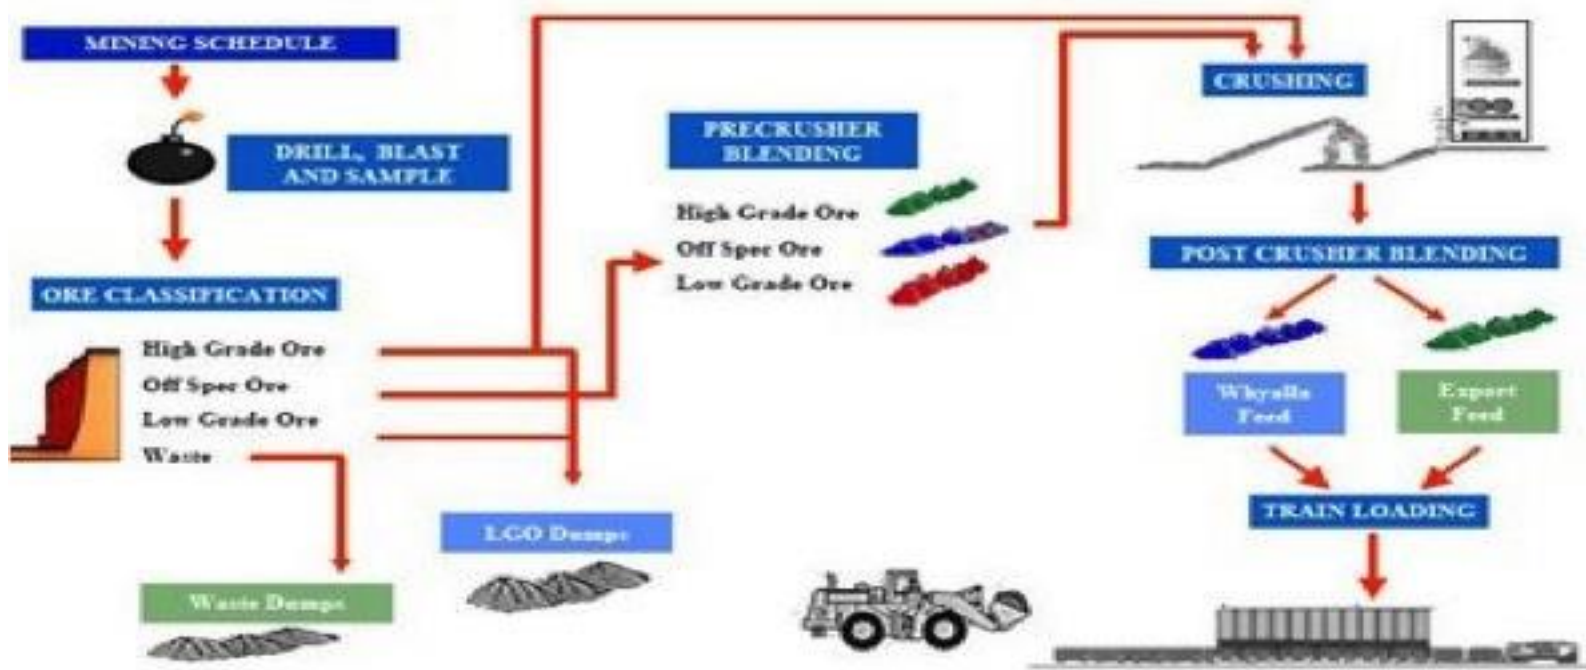 MINING SCHEDULE
DRILL, BLAST
AND SAMPLE
ORE CLASSIFICATION
High Grade Ore
Off Spec Ore
Low Grade Ore
Waste
Waste Dumps
LGO Dumps
PRECRUSHER
BLENDING
High Grade Ore
Off Spec Ore
Low Grade Ore
CRUSHING
POST CRUSHER BLENDING
Whyalla
Feed
Export
Feed
TRAIN LOADING